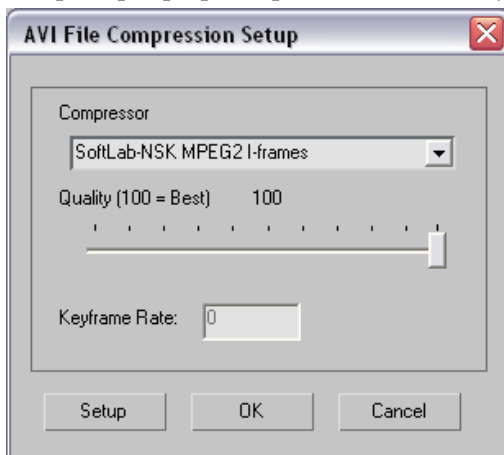 AVI File Compression Setup
Compressor
SoftLab-NSK MPEG2 I-frames
Quality (100 = Best) 100
Keyframe Rate: 0
Setup OK Cancel